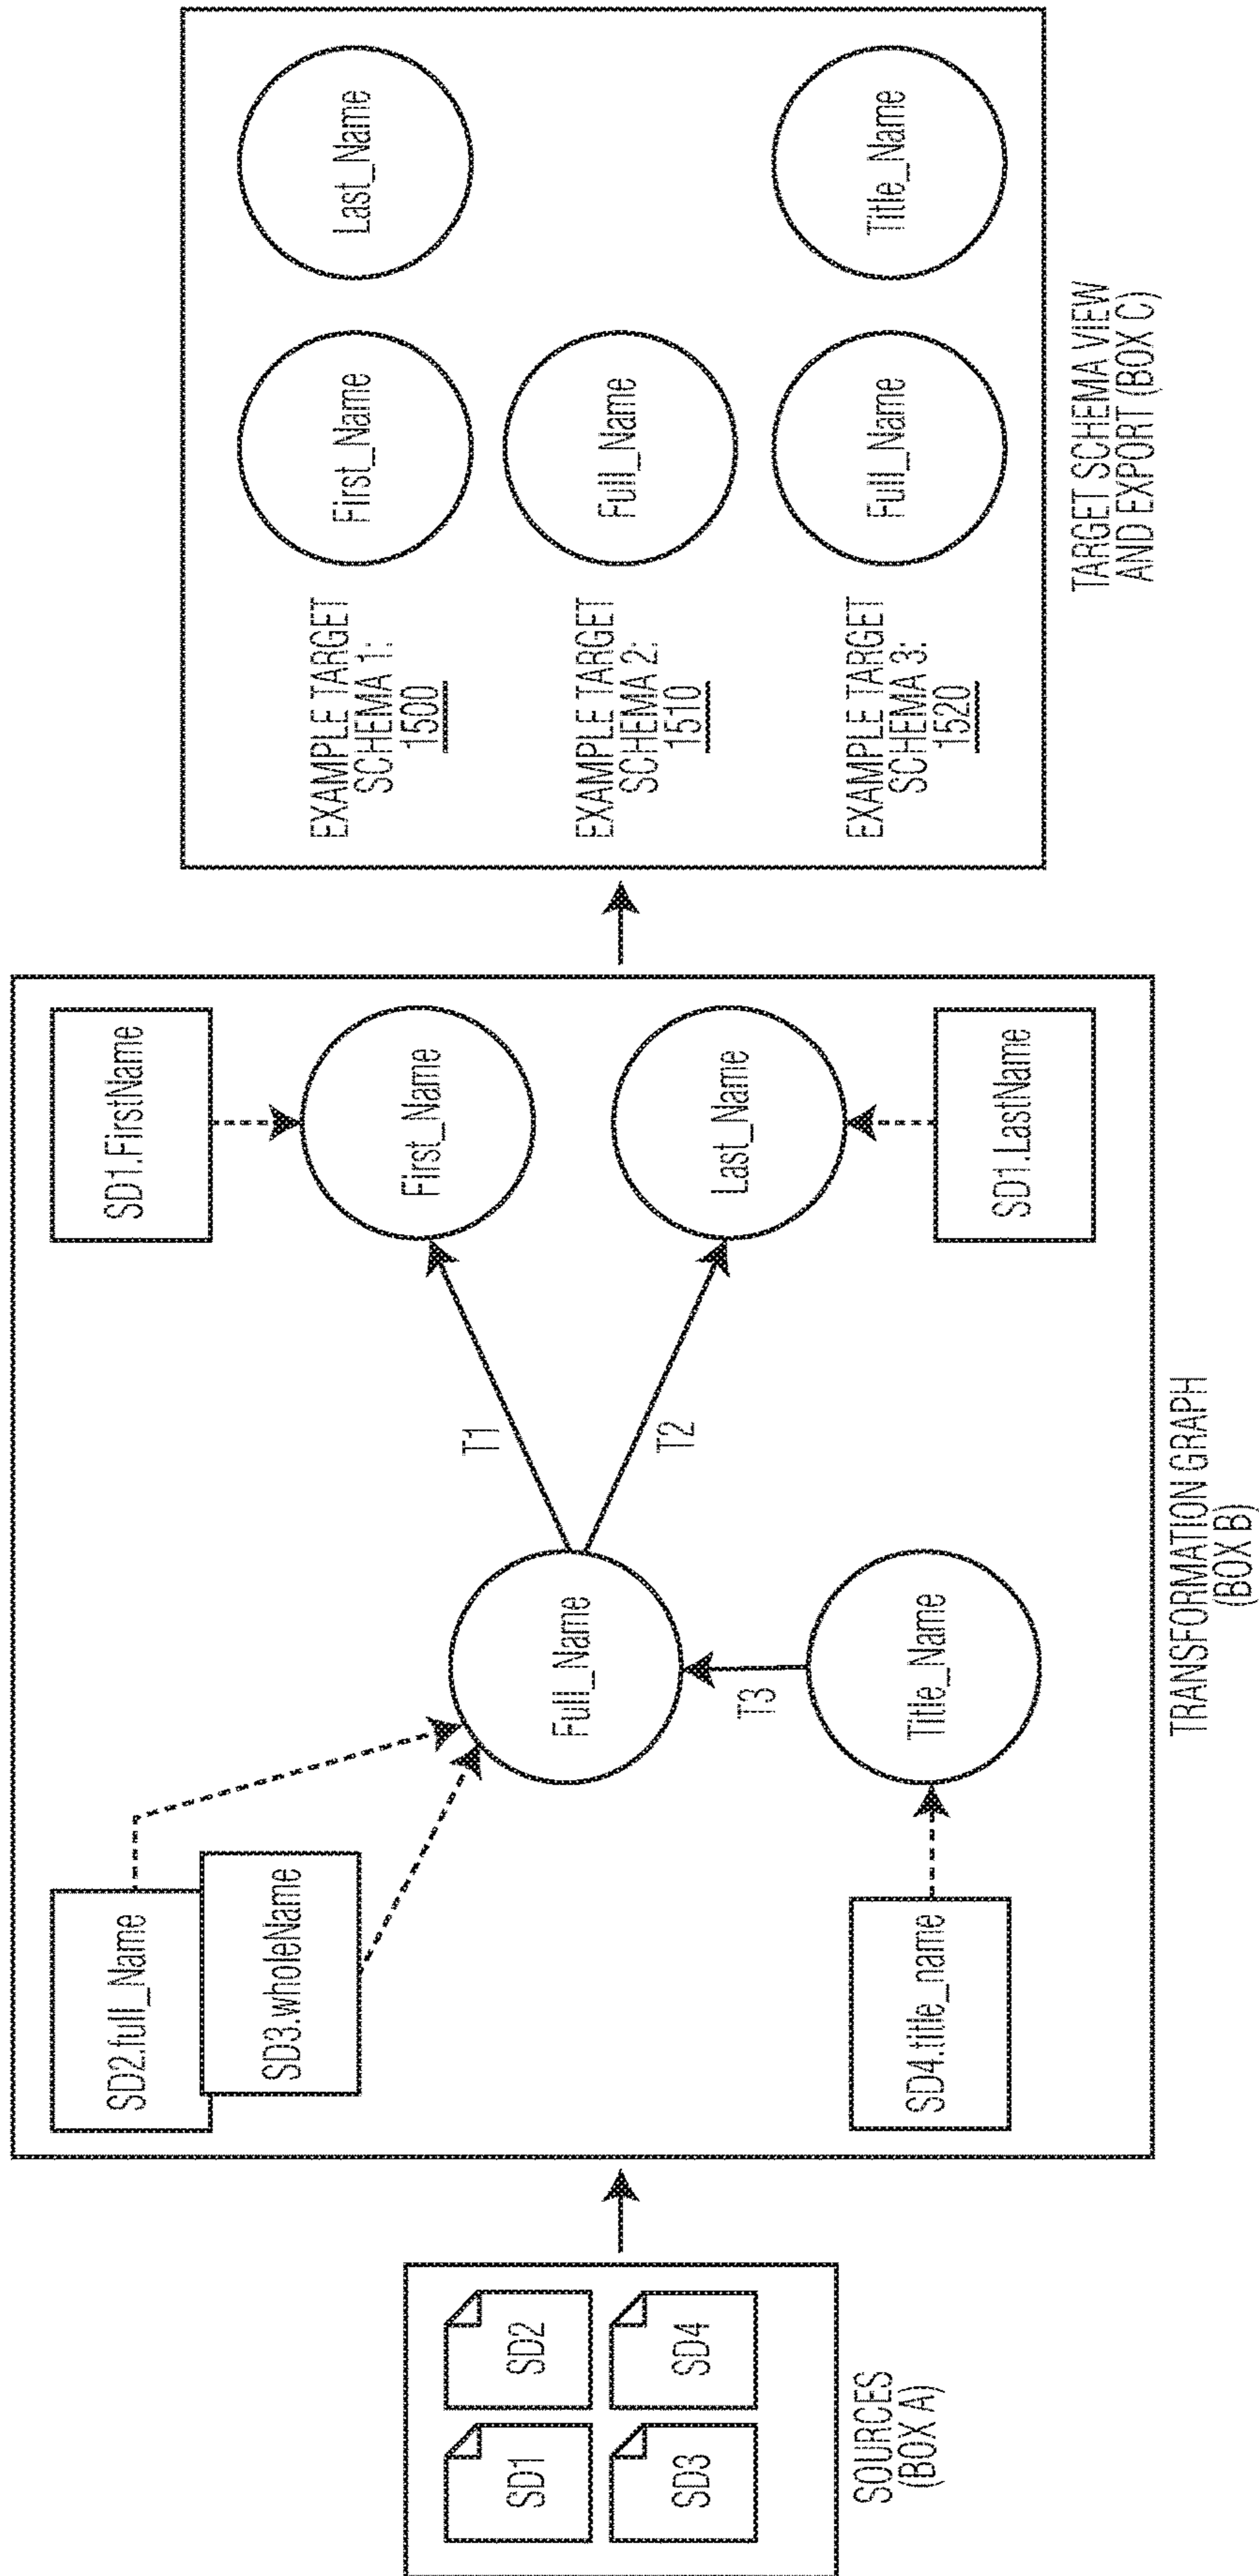 SD1
SD2
SD3
SD4
SOURCES
(BOX A)
SD2.full_Name
SD3.wholeName
SD4.title_name
Full_Name
Title_Name
T1
T2
T3
SD1.FirstName
First_Name
Last_Name
SD1.LastName
TRANSFORMATION GRAPH
(BOX B)
EXAMPLE TARGET
SCHEMA 1:
1500
First_Name
Last_Name
EXAMPLE TARGET
SCHEMA 2:
1510
Full_Name
EXAMPLE TARGET
SCHEMA 3:
1520
Full_Name
Title_Name
TARGET SCHEMA VIEW
AND EXPORT (BOX C)